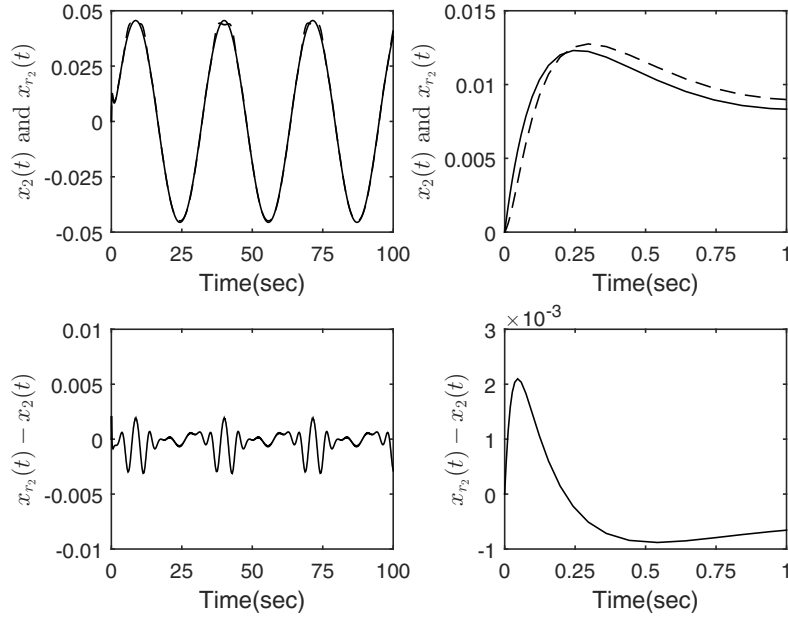 x_{r_2}(t) − x_2(t) x_2(t) and x_{r_2}(t)
0.05
0.025
0
-0.025
-0.05
0 25 50 75 100
Time(sec)
x_2(t) and x_{r_2}(t)
0.015
0.01
0.005
0
0 0.25 0.5 0.75 1
Time(sec)
0.01
0.005
0
-0.005
-0.01
0 25 50 75 100
Time(sec)
x_{r_2}(t) − x_2(t)
×10^{-3}
3
2
1
0
-1
0 0.25 0.5 0.75 1
Time(sec)